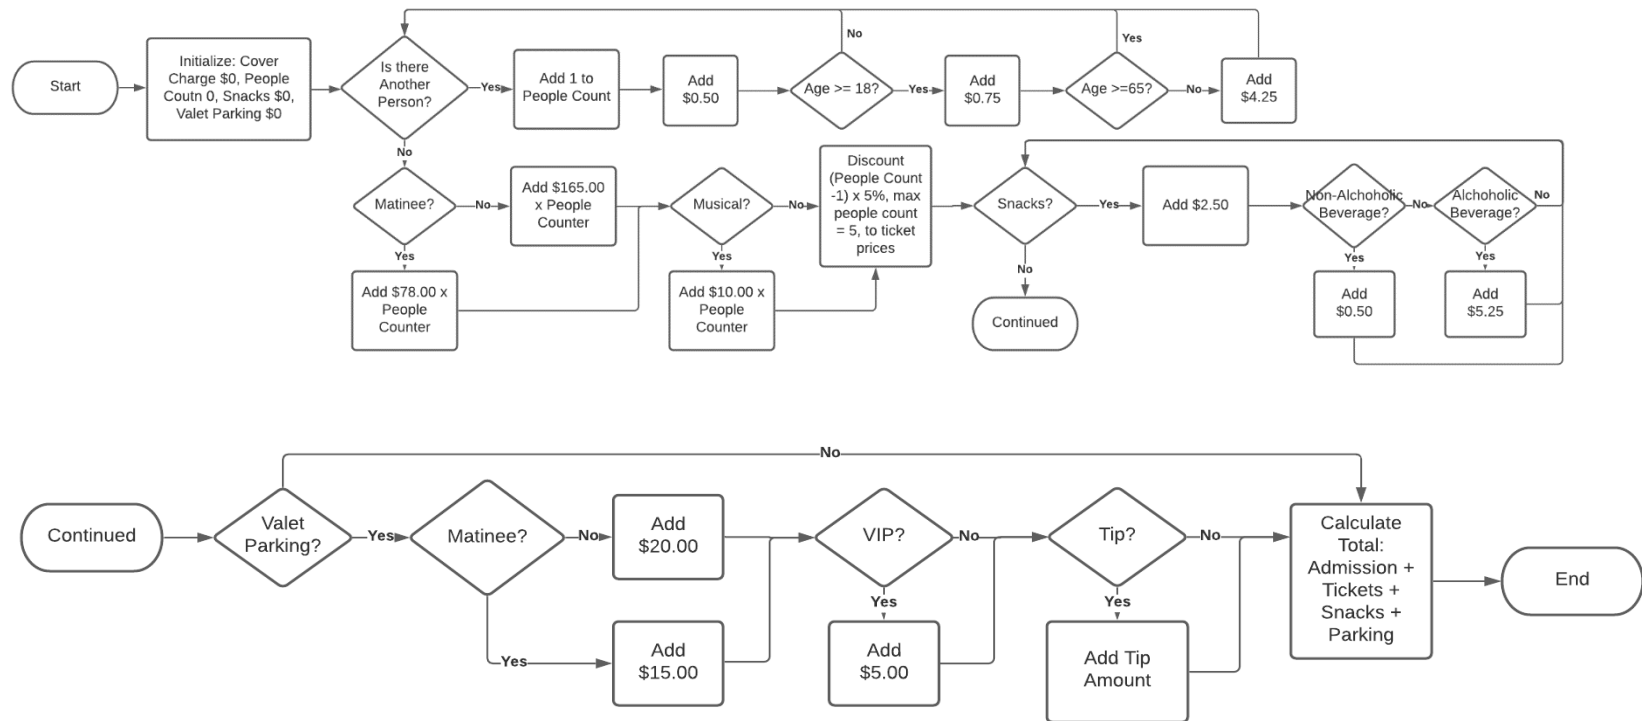 Start
Initialize: Cover
Charge $0, People
Coutn 0, Snacks $0,
Valet Parking $0
Is there
Another
Person?
Yes
Add 1 to
People Count
Add
$0.50
Age >= 18?
No
Yes
Add
$0.75
Age >=65?
Yes
No
Add
$4.25
No
Matinee?
No
Add $165.00
x People
Counter
Yes
Add $78.00 x
People
Counter
Musical?
No
Yes
Add $10.00 x
People
Counter
Discount
(People Count
-1) x 5%, max
people count
= 5, to ticket
prices
Snacks?
Yes
No
Continued
Add $2.50
Non-Alchoholic
Beverage?
No
Yes
Add
$0.50
Alchoholic
Beverage?
No
Yes
Add
$5.25
Continued
Valet
Parking?
No
Yes
Matinee?
No
Add
$20.00
Yes
Add
$15.00
VIP?
No
Yes
Add
$5.00
Tip?
No
Yes
Add Tip
Amount
Calculate
Total:
Admission +
Tickets +
Snacks +
Parking
End